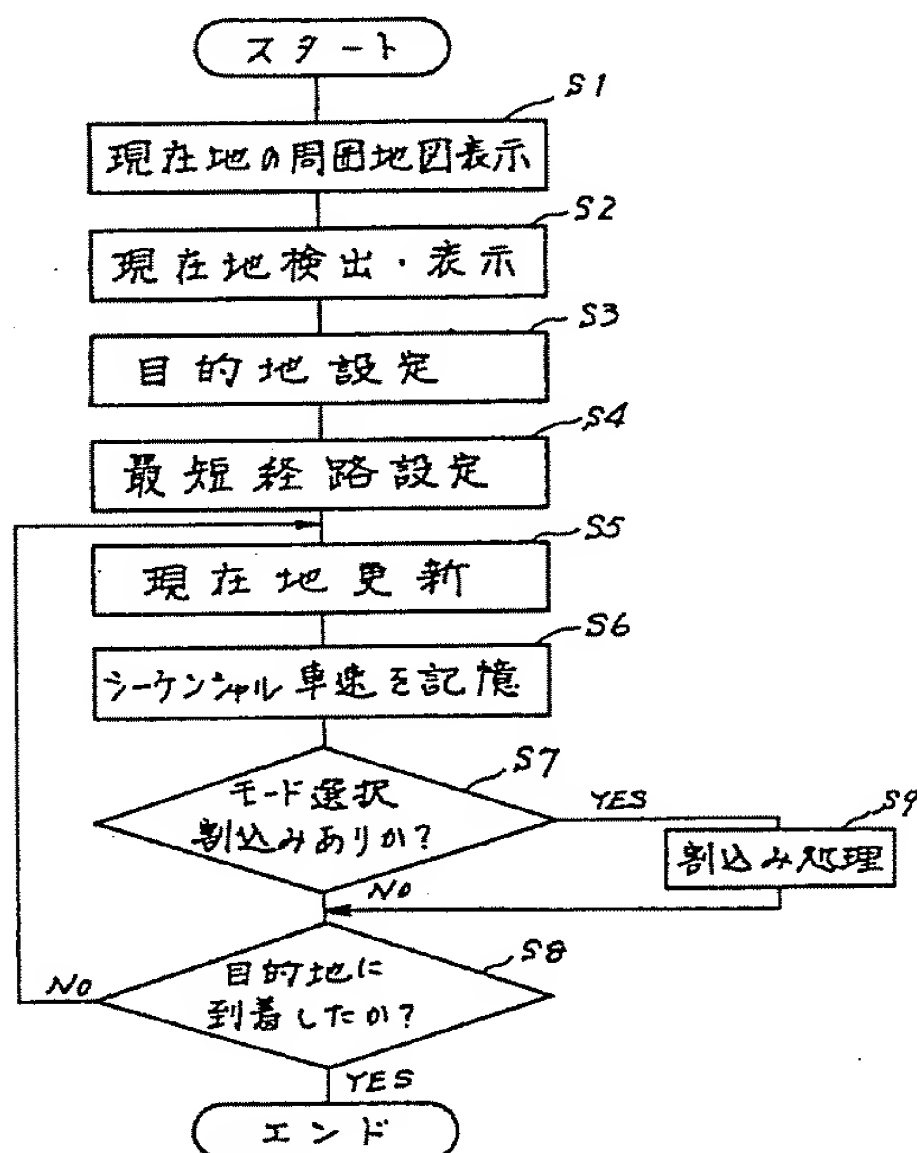 スタート
S1
現在地の周囲地図表示
S2
現在地検出・表示
S3
目的地設定
S4
最短経路設定
S5
現在地更新
S6
シーケンシャル車速を記憶
S7
モード選択
割込みありか?
YES
S9
割込み処理
NO
S8
目的地に
到着したか?
NO
YES
エンド